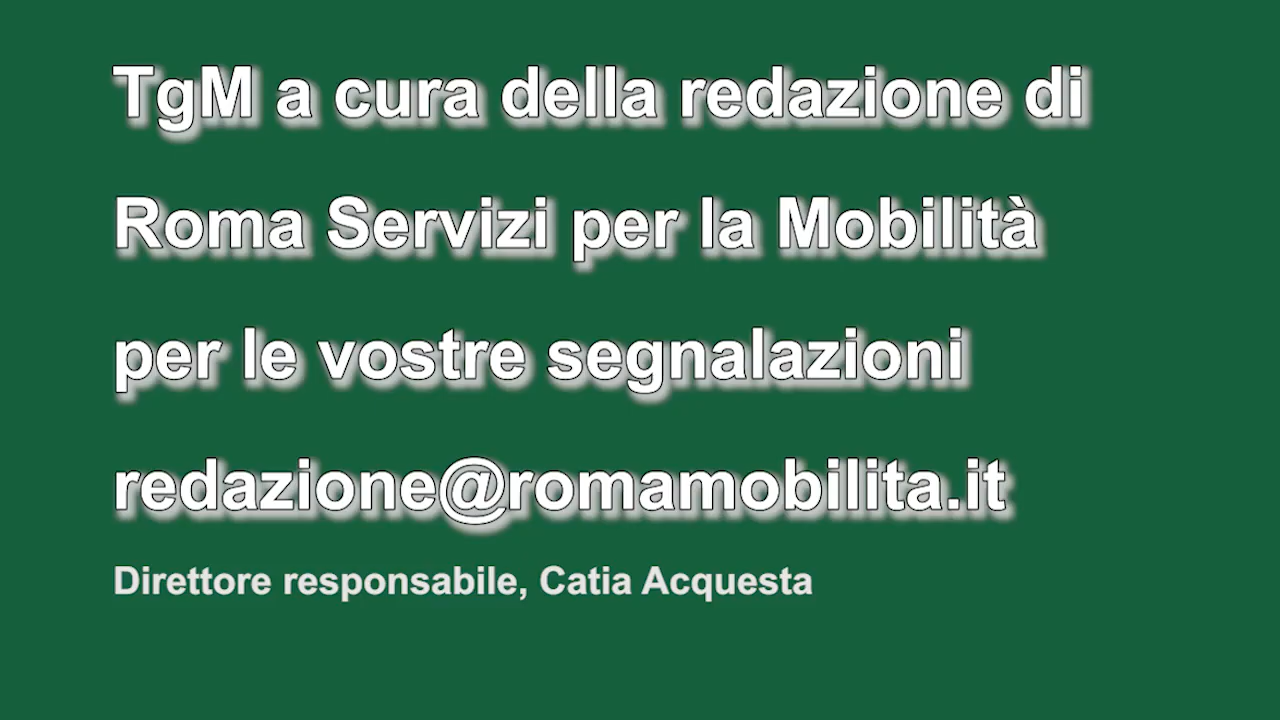 TgM a cura della redazione di
Roma Servizi per la Mobilità
per le vostre segnalazioni
redazione@romamobilita.it
Direttore responsabile, Catia Acquesta